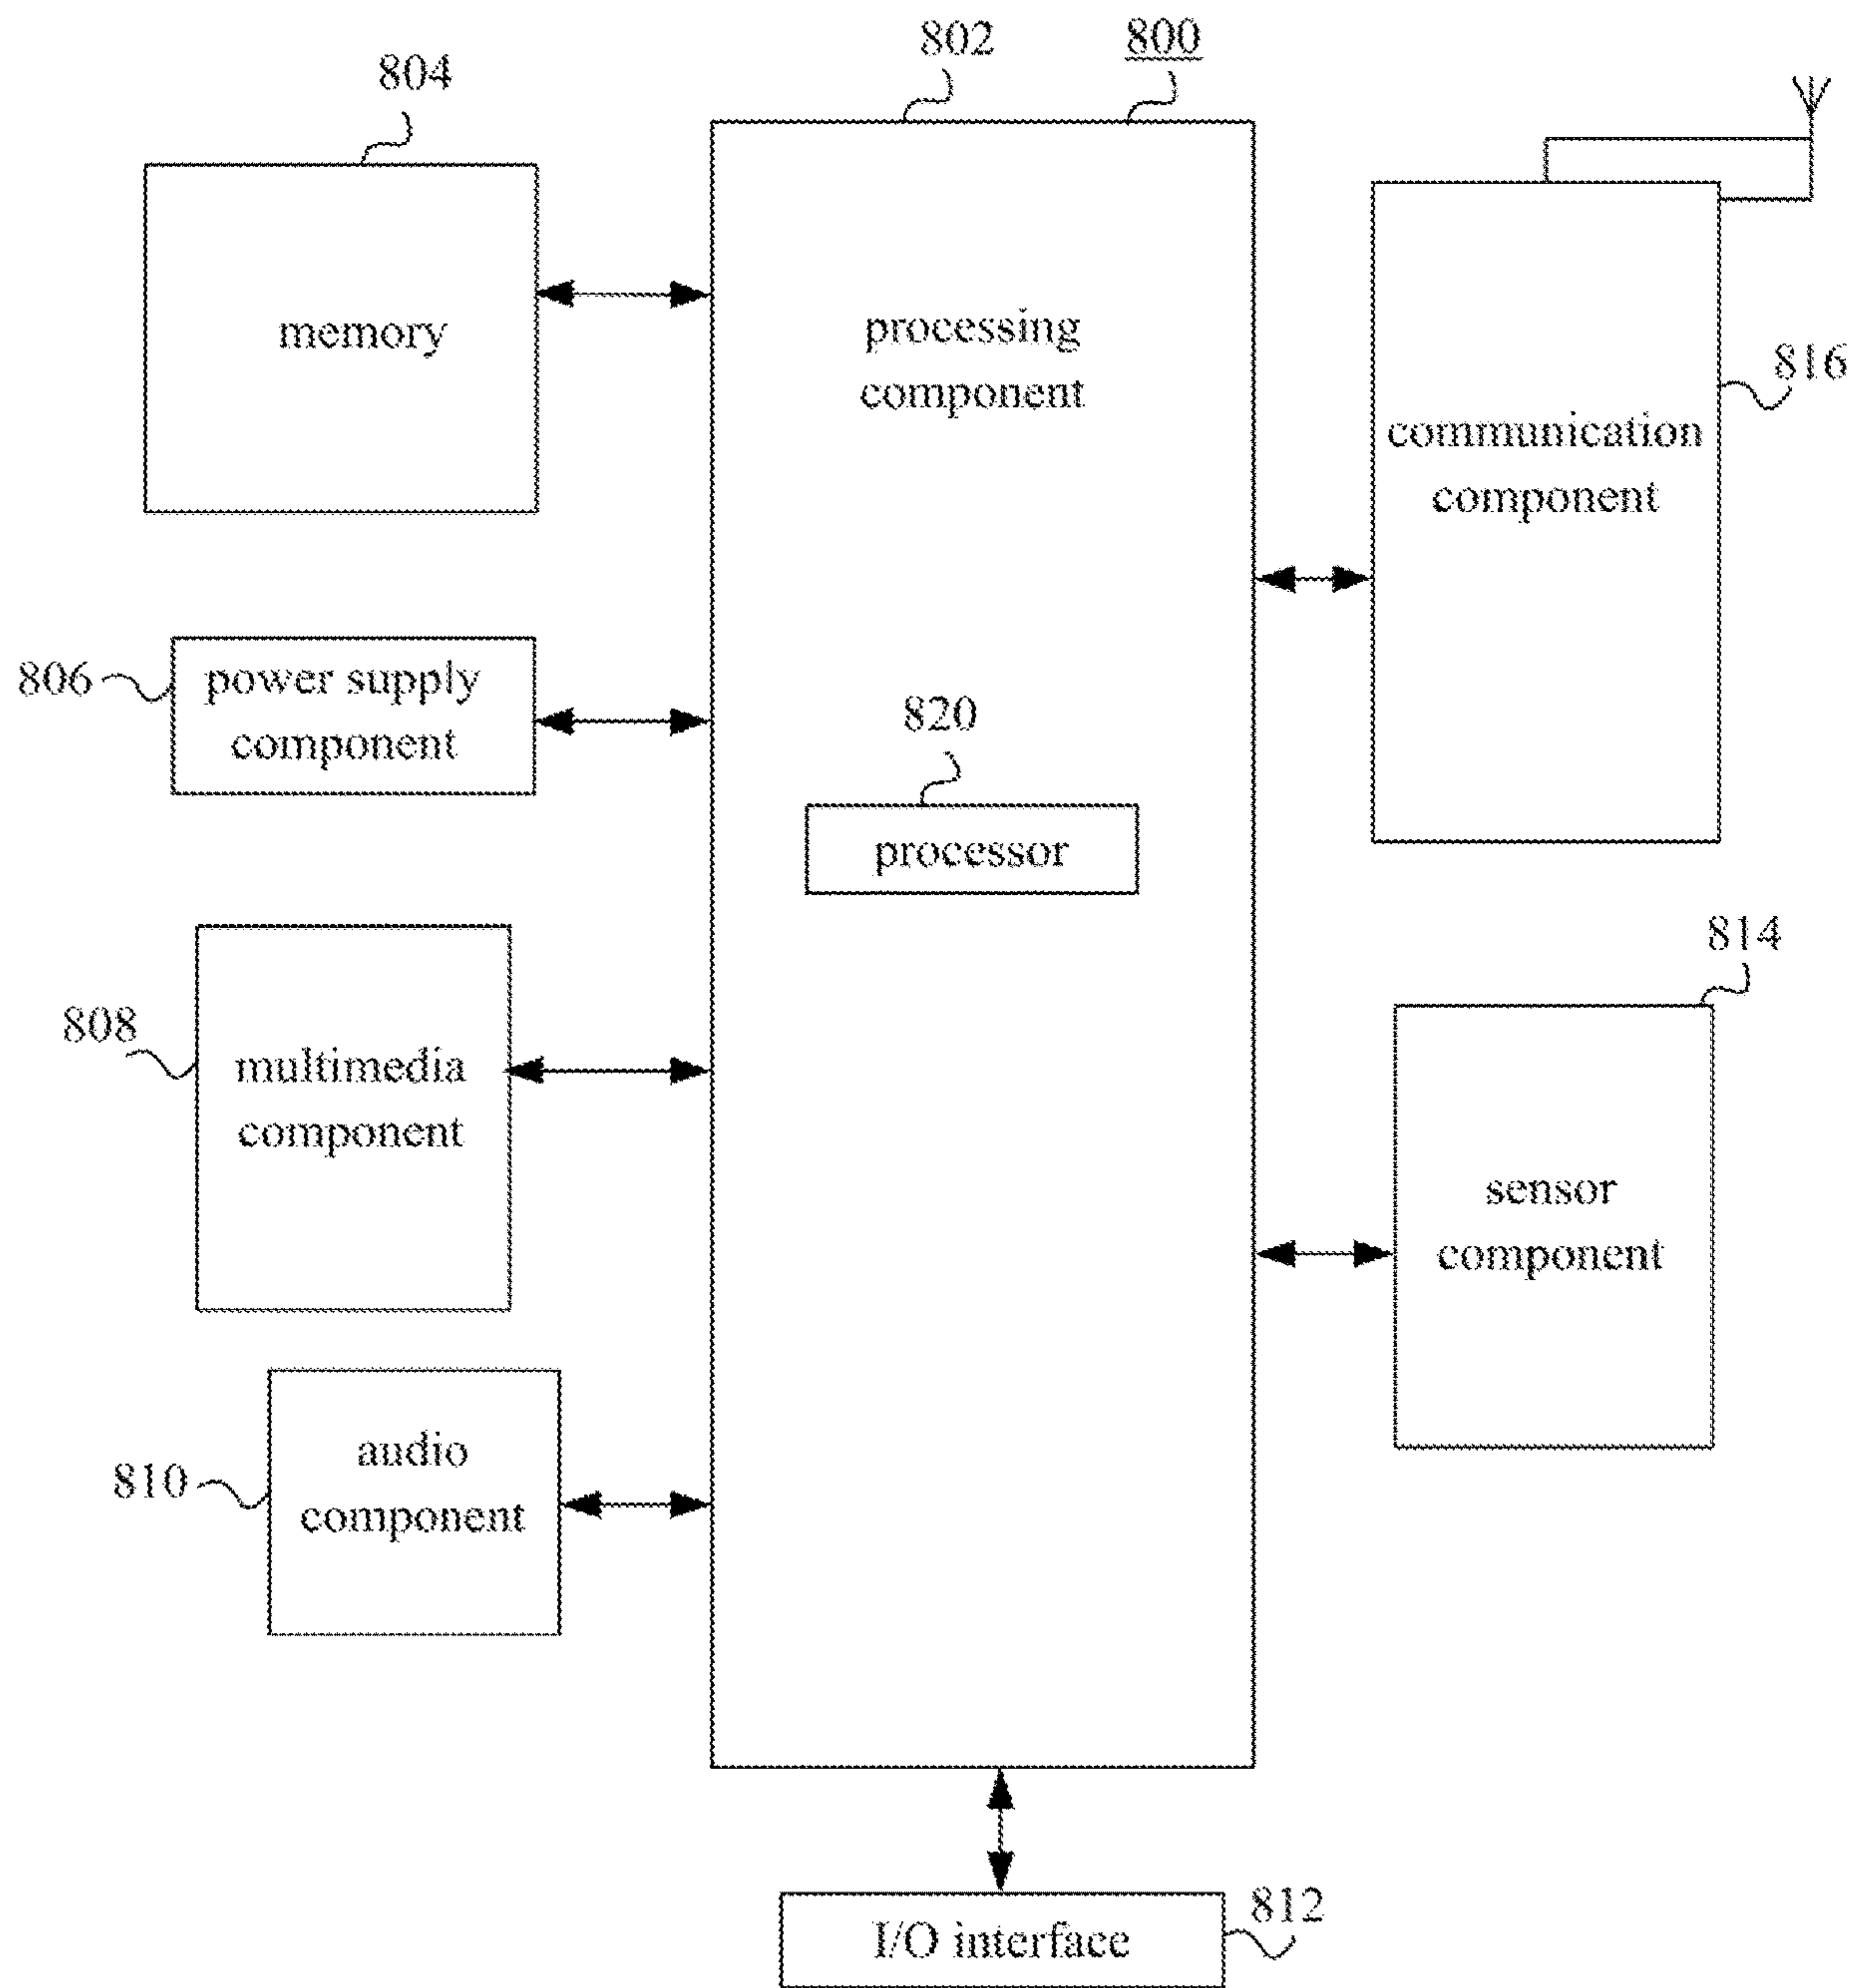 802
800
804
memory
processing
component
816
communication
component
806
power supply
component
820
processor
814
808
multimedia
component
sensor
component
810
audio
component
812
I/O interface